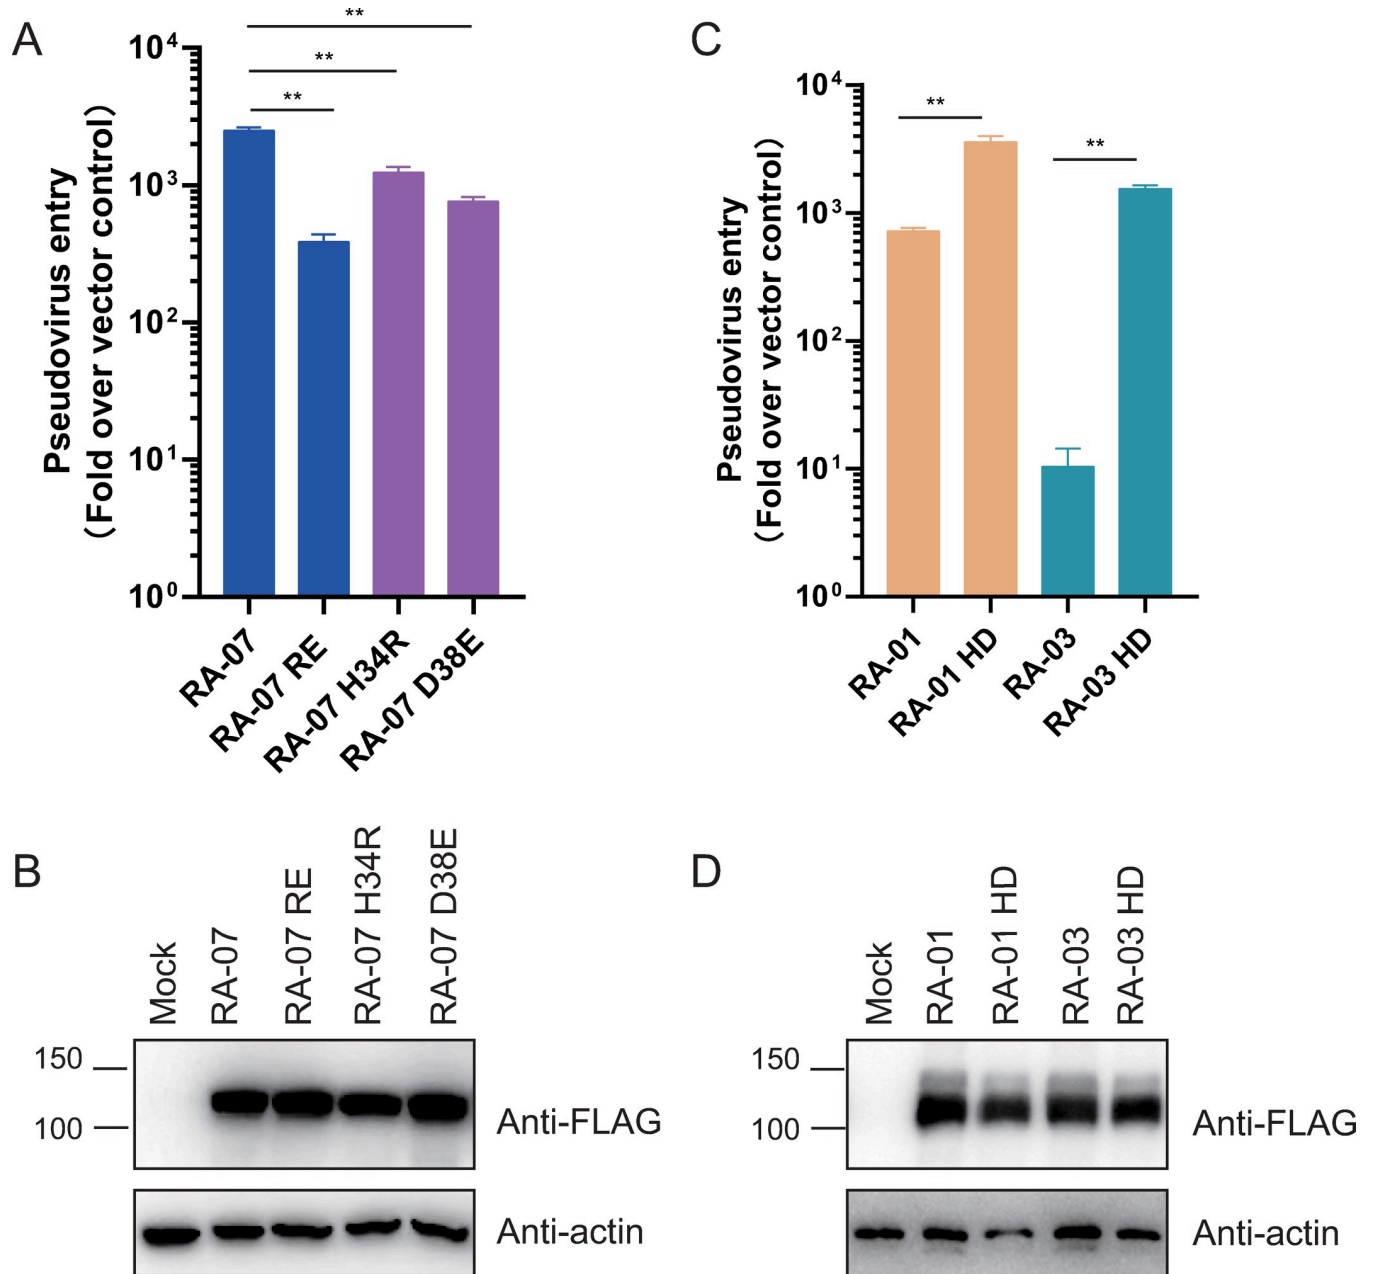 A
**
**
**
10⁴
10³
10²
10¹
10⁰
Pseudovirus entry
(Fold over vector control)
RA-07
RA-07 RE
RA-07 H34R
RA-07 D38E
C
**
**
10⁴
10³
10²
10¹
10⁰
Pseudovirus entry
(Fold over vector control)
RA-01
RA-01 HD
RA-03
RA-03 HD
B
Mock
RA-07
RA-07 RE
RA-07 H34R
RA-07 D38E
150
100
Anti-FLAG
Anti-actin
D
Mock
RA-01
RA-01 HD
RA-03
RA-03 HD
150
100
Anti-FLAG
Anti-actin